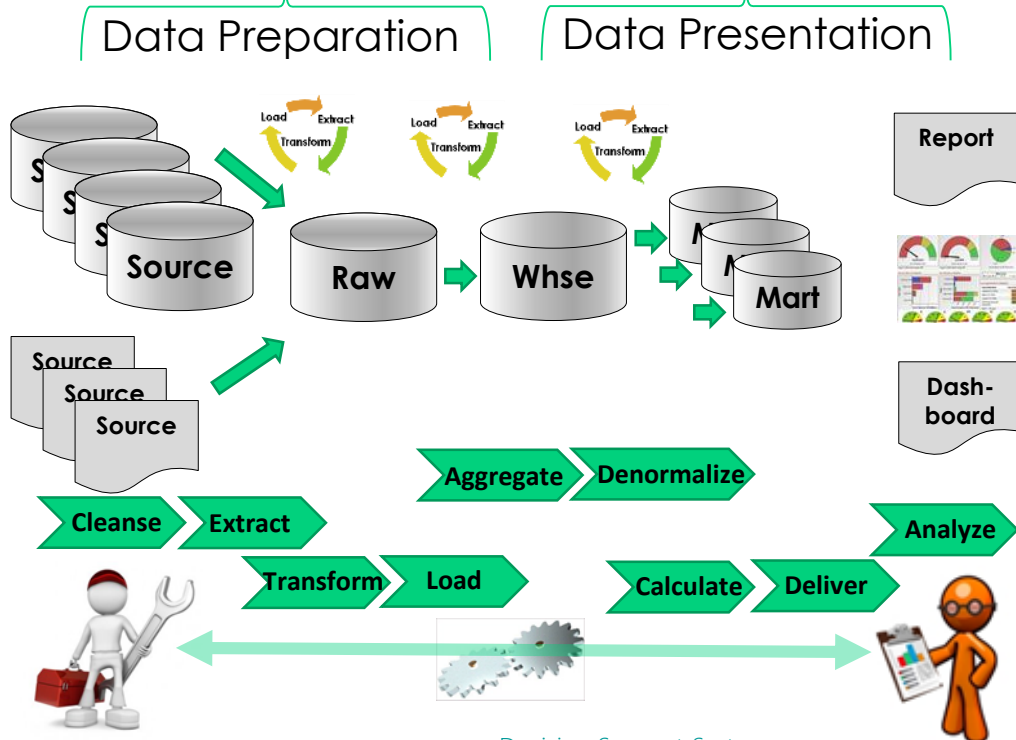 Data Preparation
Data Presentation
Load
Extract
Transform
Load
Extract
Transform
Load
Extract
Transform
Report
S
S
S
Source
Raw
Whse
M
M
Mart
Source
Source
Source
Dash-
board
Aggregate
Denormalize
Cleanse
Extract
Analyze
Transform
Load
Calculate
Deliver